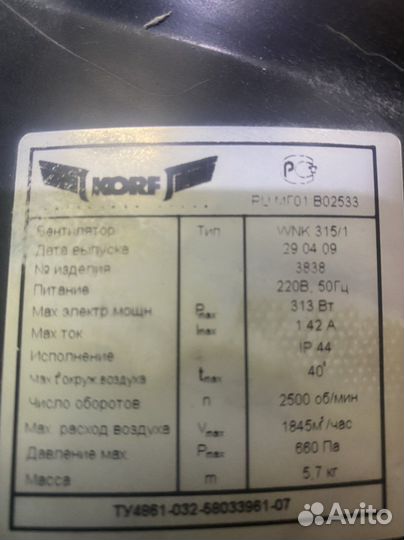 KORF
РС
RU МГ01 В02533
Вентилятор Тип WNK 315/1
Дата выпуска 29 04 09
№ изделия 3838
Питание 220В, 50Гц
Мах электр мощн Pmax 313 Вт
Мах ток Imax 1.42 А
Исполнение IP 44
Мах t°окруж воздуха tmax 40°
Число оборотов n 2500 об/мин
Мах. расход воздуха Vmax 1845м³/час
Давление мах. Pmax 660 Па
Масса m 5,7 кг
ТУ4861-032-58033961-07
Avito